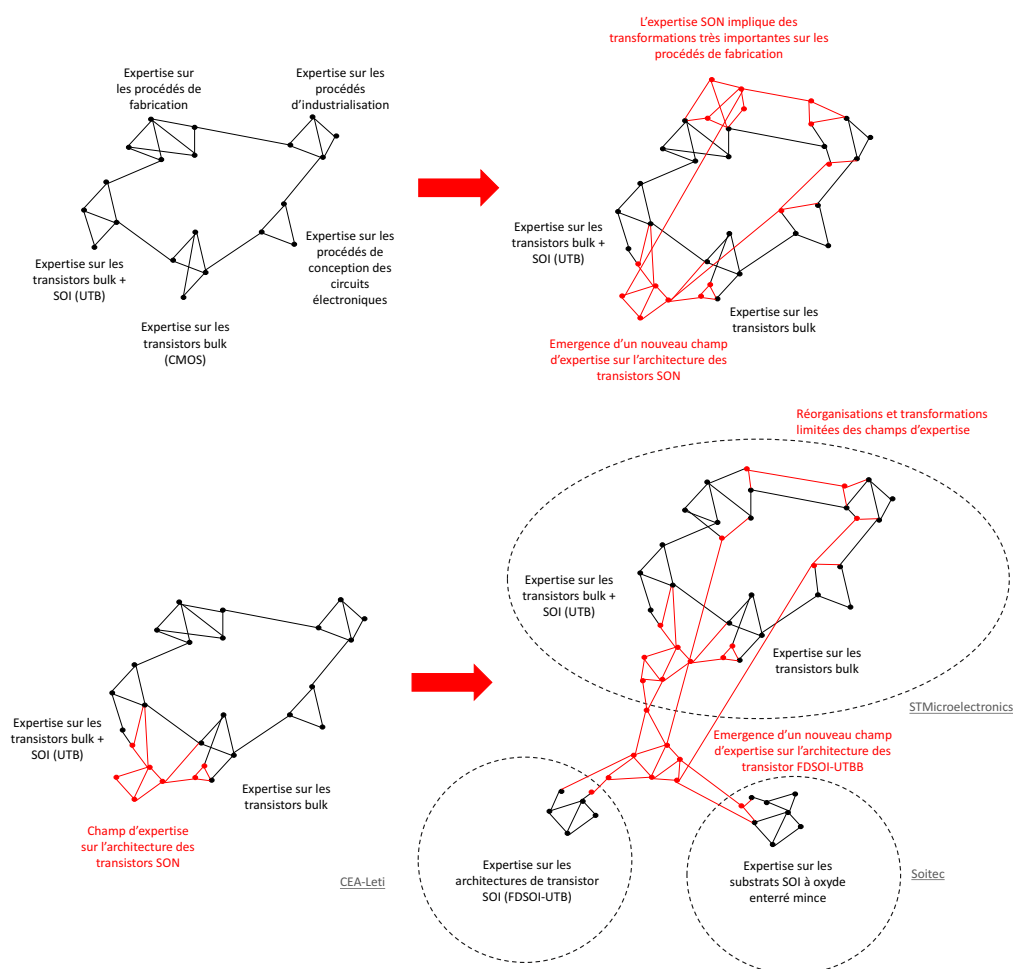 L'expertise SON implique des
transformations très importantes sur les
procédés de fabrication
Expertise sur
les procédés de
fabrication
Expertise sur les
procédés
d'industrialisation
Expertise sur les
transistors bulk +
SOI (UTB)
Expertise sur les
procédés de
conception des
circuits
électroniques
Expertise sur les
transistors bulk
(CMOS)
Expertise sur les
transistors bulk +
SOI (UTB)
Expertise sur les
transistors bulk
Emergence d'un nouveau champ
d'expertise sur l'architecture des
transistors SON
Réorganisations et transformations
limitées des champs d'expertise
Expertise sur les
transistors bulk +
SOI (UTB)
Expertise sur les
transistors bulk
Champ d'expertise
sur l'architecture des
transistors SON
Expertise sur les
transistors bulk +
SOI (UTB)
Expertise sur les
transistors bulk
STMicroelectronics
Emergence d'un nouveau champ
d'expertise sur l'architecture des
transistor FDSOI-UTBB
Expertise sur les
architectures de transistor
SOI (FDSOI-UTB)
CEA-Leti
Expertise sur les
substrats SOI à oxyde
enterré mince
Soitec